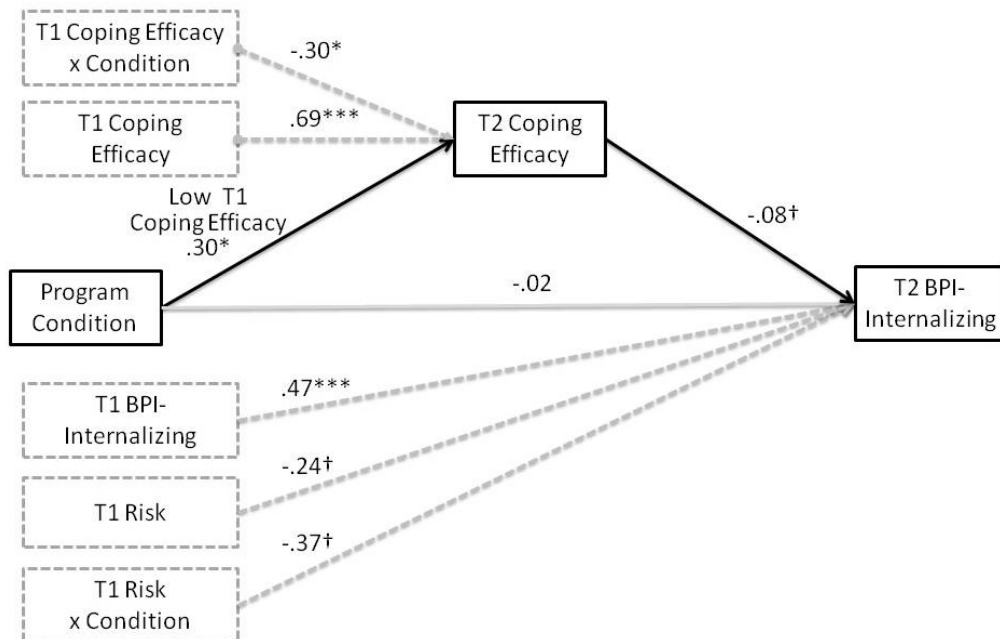 T1 Coping Efficacy
x Condition
-.30*
T1 Coping
Efficacy
.69***
T2 Coping
Efficacy
Low T1
Coping Efficacy
.30*
-.08†
Program
Condition
-.02
T2 BPI-
Internalizing
T1 BPI-
Internalizing
.47***
T1 Risk
-.24†
T1 Risk
x Condition
-.37†